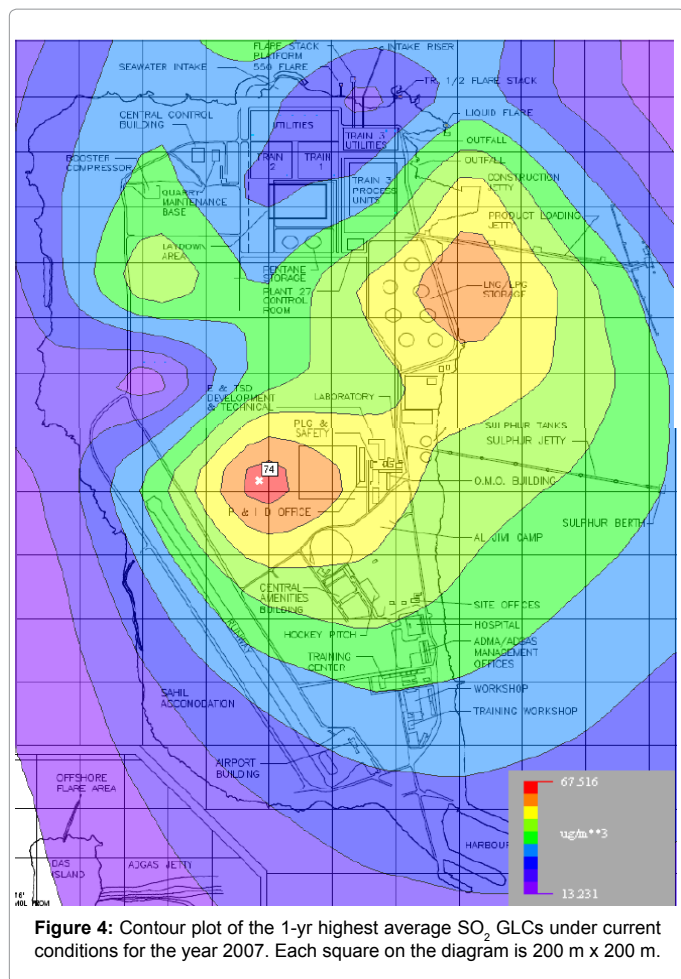 FLARE STACK
PLATFORM
550 FLARE
INTAKE RISER
SEAWATER INTAKE
TR. 1/2 FLARE STACK
CENTRAL CONTROL
BUILDING
UTILITIES
LIQUID FLARE
TRAIN 3
UTILITIES
OUTFALL
BOOSTER
COMPRESSOR
TRAIN
2
TRAIN
1
OUTFALL
CONSTRUCTION
JETTY
QUARRY
MAINTENANCE
BASE
TRAIN 3
PROCESS
UNITS
PRODUCT LOADING
JETTY
LAYDOWN
AREA
PENTANE
STORAGE
PLANT 27
CONTROL
ROOM
LNG/LPG
STORAGE
E & TSD
DEVELOPMENT
& TECHNICAL
LABORATORY
PLG &
SAFETY
SULPHUR TANKS
SULPHUR JETTY
74
O.M.O. BUILDING
P & I D OFFICE
SULPHUR BERTH
AL JIMI CAMP
CENTRAL
AMENITIES
BUILDING
SITE OFFICES
RUNWAY
HOCKEY PITCH
HOSPITAL
TRAINING
CENTER
ADMA/ADGAS
MANAGEMENT
OFFICES
SAHIL
ACCONODATION
WORKSHOP
TRAINING WORKSHOP
AIRPORT
BUILDING
OFFSHORE
FLARE AREA
67.516
ug/m**3
13.231
HARBOUR
DAS
ISLAND
ADGAS JETTY
16'
Figure 4: Contour plot of the 1-yr highest average SO2 GLCs under current
conditions for the year 2007. Each square on the diagram is 200 m x 200 m.